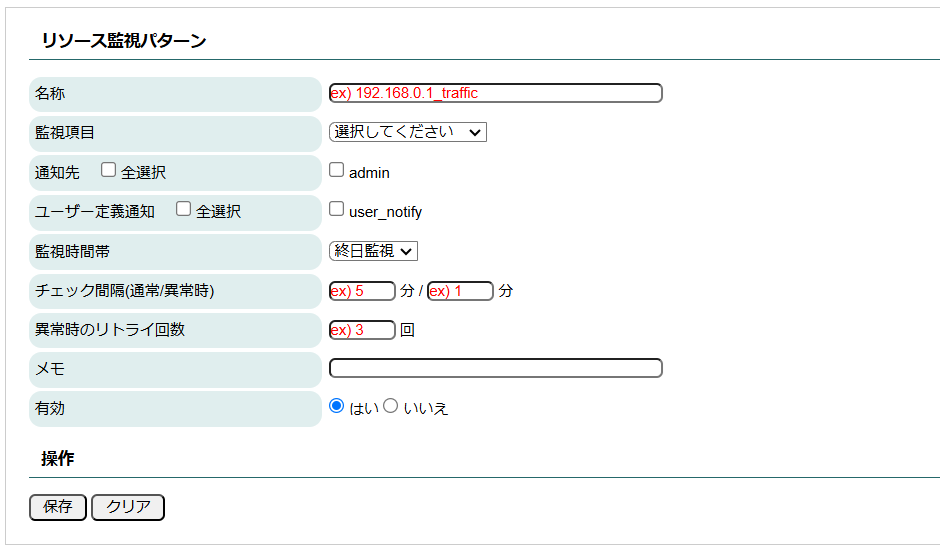 リソース監視パターン
名称 ex) 192.168.0.1_traffic
監視項目 選択してください
通知先 全選択 admin
ユーザー定義通知 全選択 user_notify
監視時間帯 終日監視
チェック間隔(通常/異常時) ex) 5 分 / ex) 1 分
異常時のリトライ回数 ex) 3 回
メモ
有効 はい いいえ
操作
保存 クリア